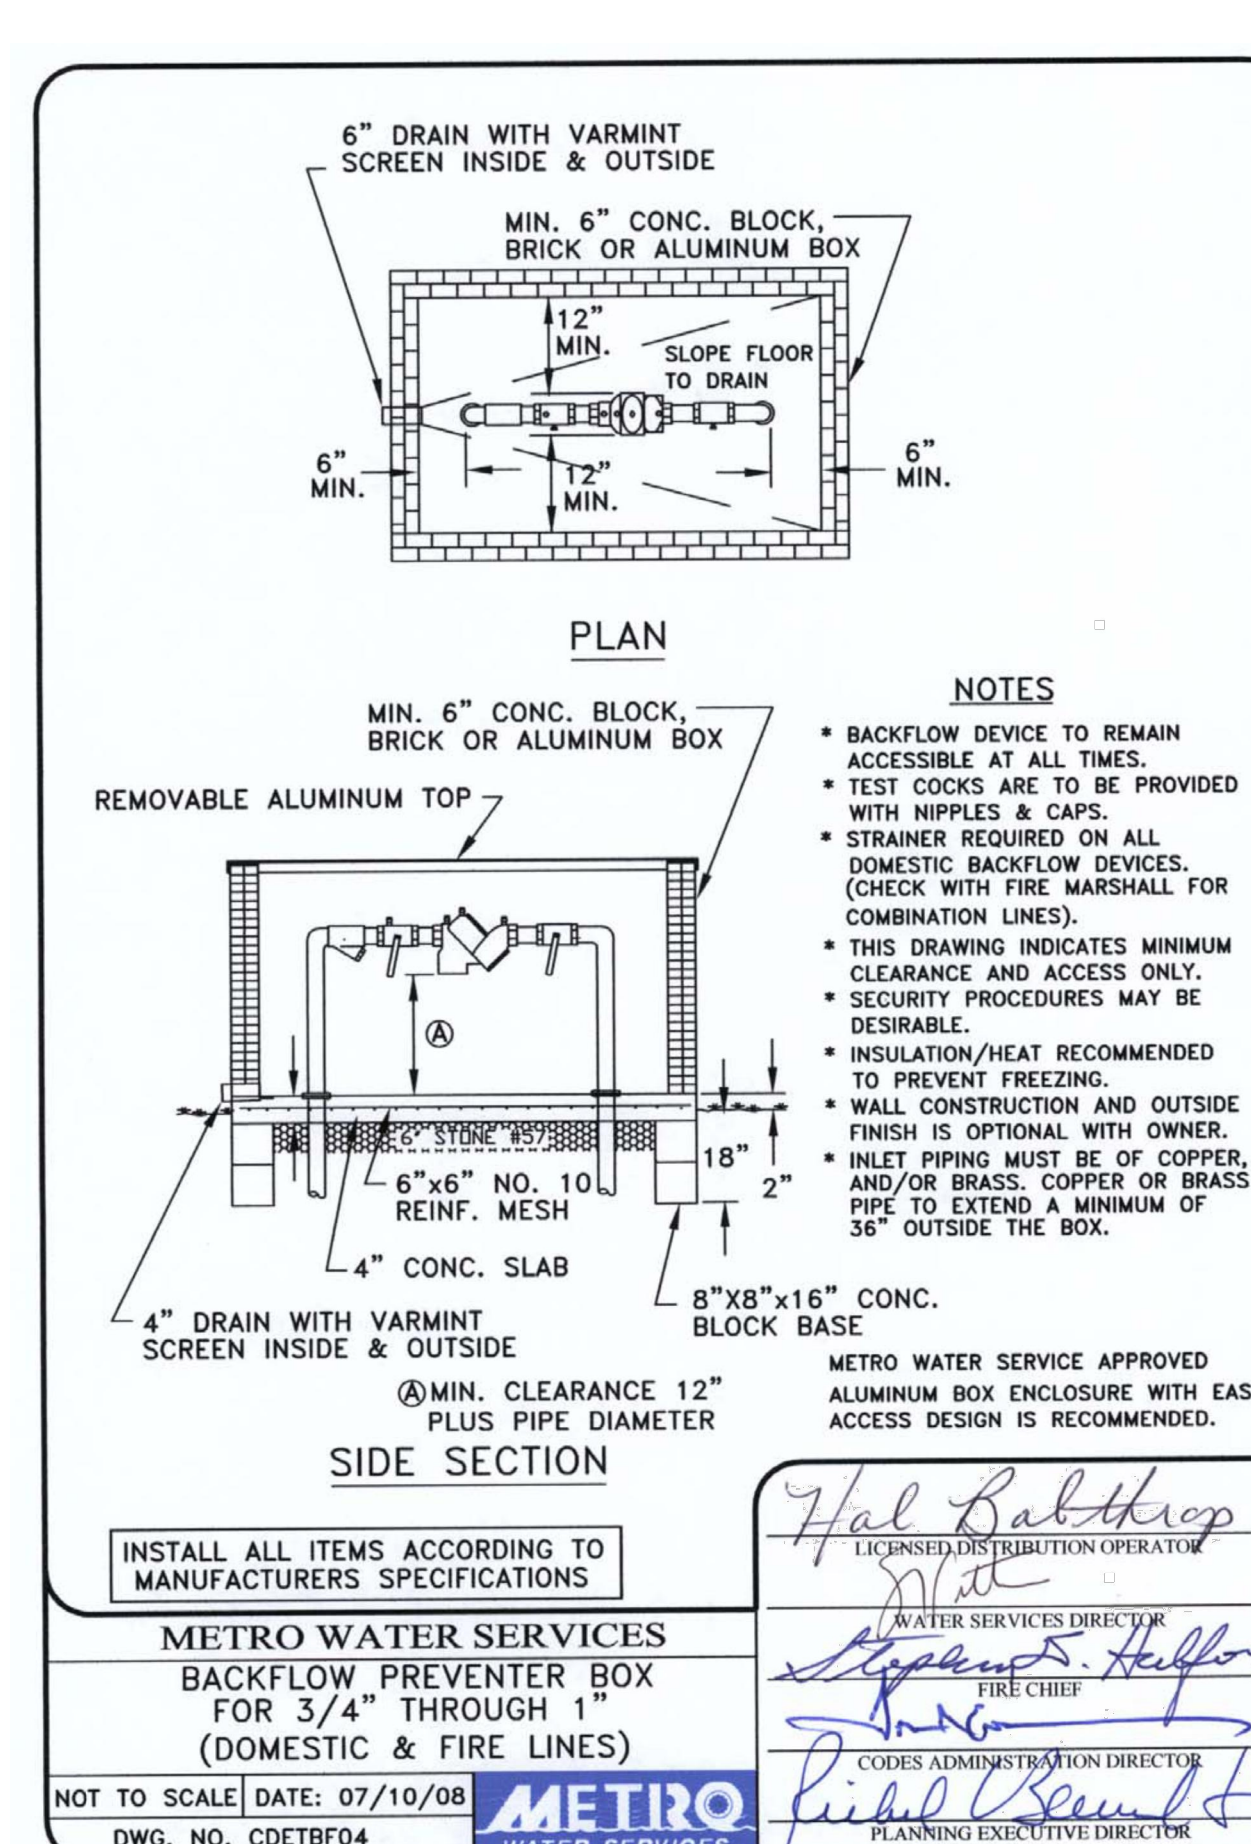 6" DRAIN WITH VARMINT
SCREEN INSIDE & OUTSIDE
MIN. 6" CONC. BLOCK,
BRICK OR ALUMINUM BOX
12"
MIN.
SLOPE FLOOR
TO DRAIN
6"
MIN.
12"
MIN.
6"
MIN.
PLAN
MIN. 6" CONC. BLOCK,
BRICK OR ALUMINUM BOX
REMOVABLE ALUMINUM TOP
A
6" STONE #57
18"
2"
6"x6" NO. 10
REINF. MESH
4" CONC. SLAB
4" DRAIN WITH VARMINT
SCREEN INSIDE & OUTSIDE
8"X8"x16" CONC.
BLOCK BASE
A MIN. CLEARANCE 12"
PLUS PIPE DIAMETER
SIDE SECTION
NOTES
* BACKFLOW DEVICE TO REMAIN
ACCESSIBLE AT ALL TIMES.
* TEST COCKS ARE TO BE PROVIDED
WITH NIPPLES & CAPS.
* STRAINER REQUIRED ON ALL
DOMESTIC BACKFLOW DEVICES.
(CHECK WITH FIRE MARSHALL FOR
COMBINATION LINES).
* THIS DRAWING INDICATES MINIMUM
CLEARANCE AND ACCESS ONLY.
* SECURITY PROCEDURES MAY BE
DESIRABLE.
* INSULATION/HEAT RECOMMENDED
TO PREVENT FREEZING.
* WALL CONSTRUCTION AND OUTSIDE
FINISH IS OPTIONAL WITH OWNER.
* INLET PIPING MUST BE OF COPPER,
AND/OR BRASS. COPPER OR BRASS
PIPE TO EXTEND A MINIMUM OF
36" OUTSIDE THE BOX.
METRO WATER SERVICE APPROVED
ALUMINUM BOX ENCLOSURE WITH EAS
ACCESS DESIGN IS RECOMMENDED.
INSTALL ALL ITEMS ACCORDING TO
MANUFACTURERS SPECIFICATIONS
METRO WATER SERVICES
BACKFLOW PREVENTER BOX
FOR 3/4" THROUGH 1"
(DOMESTIC & FIRE LINES)
NOT TO SCALE DATE: 07/10/08
DWG. NO. CDETBF04
METRO
WATER SERVICES
Hal Balthrop
LICENSED DISTRIBUTION OPERATOR
WATER SERVICES DIRECTOR
FIRE CHIEF
CODES ADMINISTRATION DIRECTOR
PLANNING EXECUTIVE DIRECTOR